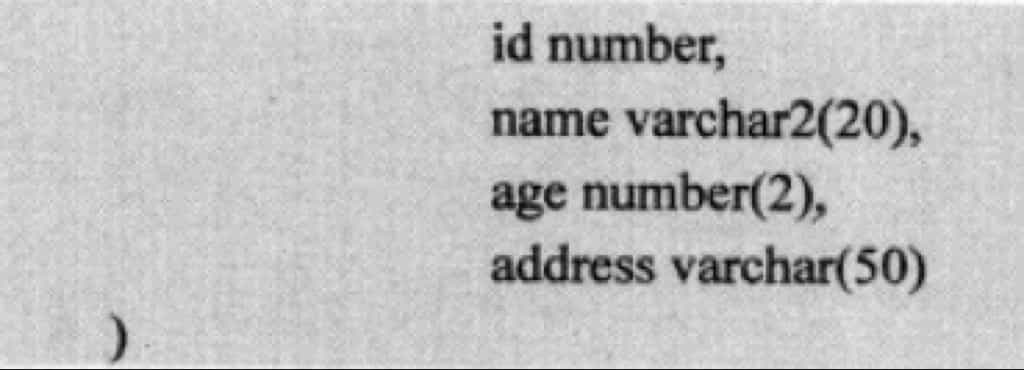 id number,
name varchar2(20),
age number(2),
address varchar(50)
)